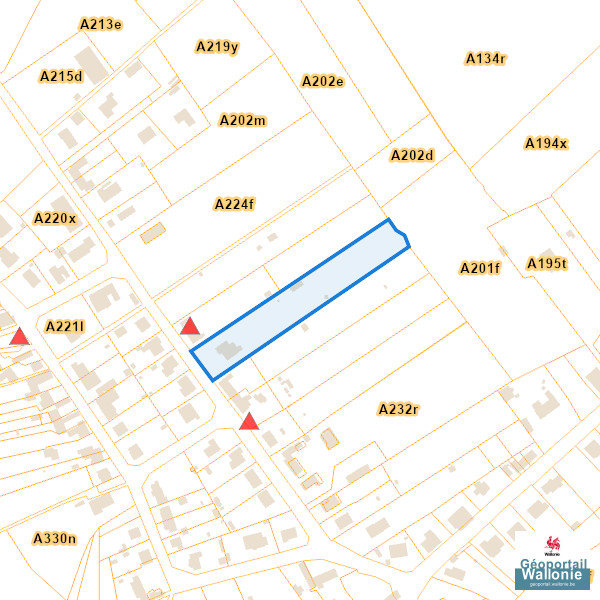 A213e
A219y
A134r
A215d
A202e
A202m
A194x
A202d
A224f
A220x
A201f
A195t
A221l
A232r
A330n
Wallonie
Géoportail
Wallonie
geoportail.wallonie.be